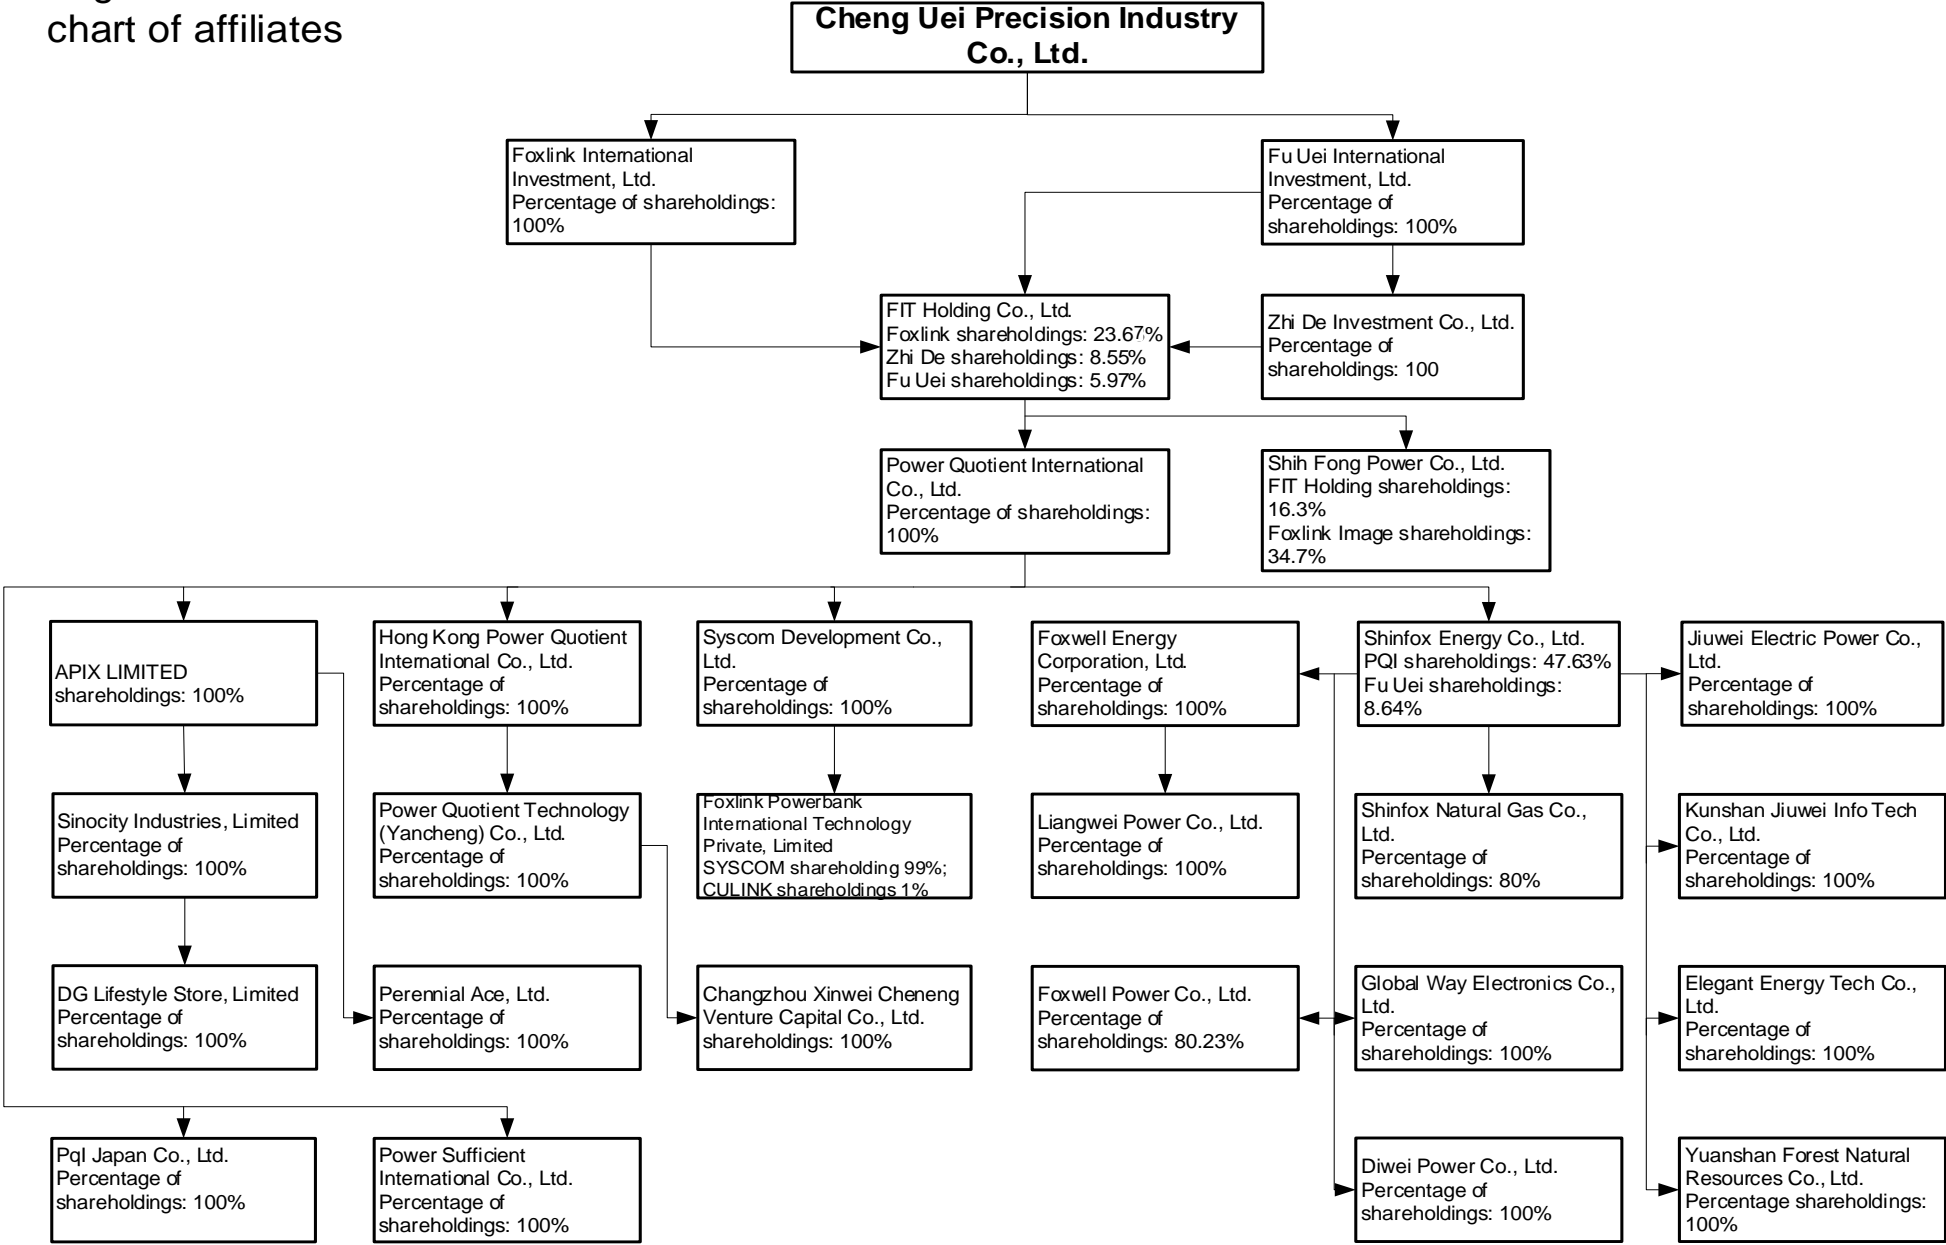 chart of affiliates
Cheng Uei Precision Industry
Co., Ltd.
Foxlink International
Investment, Ltd.
Percentage of shareholdings:
100%
Fu Uei International
Investment, Ltd.
Percentage of
shareholdings: 100%
FIT Holding Co., Ltd.
Foxlink shareholdings: 23.67%
Zhi De shareholdings: 8.55%
Fu Uei shareholdings: 5.97%
Zhi De Investment Co., Ltd.
Percentage of
shareholdings: 100
Power Quotient International
Co., Ltd.
Percentage of shareholdings:
100%
Shih Fong Power Co., Ltd.
FIT Holding shareholdings:
16.3%
Foxlink Image shareholdings:
34.7%
APIX LIMITED
shareholdings: 100%
Hong Kong Power Quotient
International Co., Ltd.
Percentage of
shareholdings: 100%
Syscom Development Co.,
Ltd.
Percentage of
shareholdings: 100%
Foxwell Energy
Corporation, Ltd.
Percentage of
shareholdings: 100%
Shinfox Energy Co., Ltd.
PQI shareholdings: 47.63%
Fu Uei shareholdings:
8.64%
Jiuwei Electric Power Co.,
Ltd.
Percentage of
shareholdings: 100%
Sinocity Industries, Limited
Percentage of
shareholdings: 100%
Power Quotient Technology
(Yancheng) Co., Ltd.
Percentage of
shareholdings: 100%
Foxlink Powerbank
International Technology
Private, Limited
SYSCOM shareholding 99%;
CULINK shareholdings 1%
Liangwei Power Co., Ltd.
Percentage of
shareholdings: 100%
Shinfox Natural Gas Co.,
Ltd.
Percentage of
shareholdings: 80%
Kunshan Jiuwei Info Tech
Co., Ltd.
Percentage of
shareholdings: 100%
DG Lifestyle Store, Limited
Percentage of
shareholdings: 100%
Perennial Ace, Ltd.
Percentage of
shareholdings: 100%
Changzhou Xinwei Cheneng
Venture Capital Co., Ltd.
shareholdings: 100%
Foxwell Power Co., Ltd.
Percentage of
shareholdings: 80.23%
Global Way Electronics Co.,
Ltd.
Percentage of
shareholdings: 100%
Elegant Energy Tech Co.,
Ltd.
Percentage of
shareholdings: 100%
PqI Japan Co., Ltd.
Percentage of
shareholdings: 100%
Power Sufficient
International Co., Ltd.
Percentage of
shareholdings: 100%
Diwei Power Co., Ltd.
Percentage of
shareholdings: 100%
Yuanshan Forest Natural
Resources Co., Ltd.
Percentage shareholdings:
100%